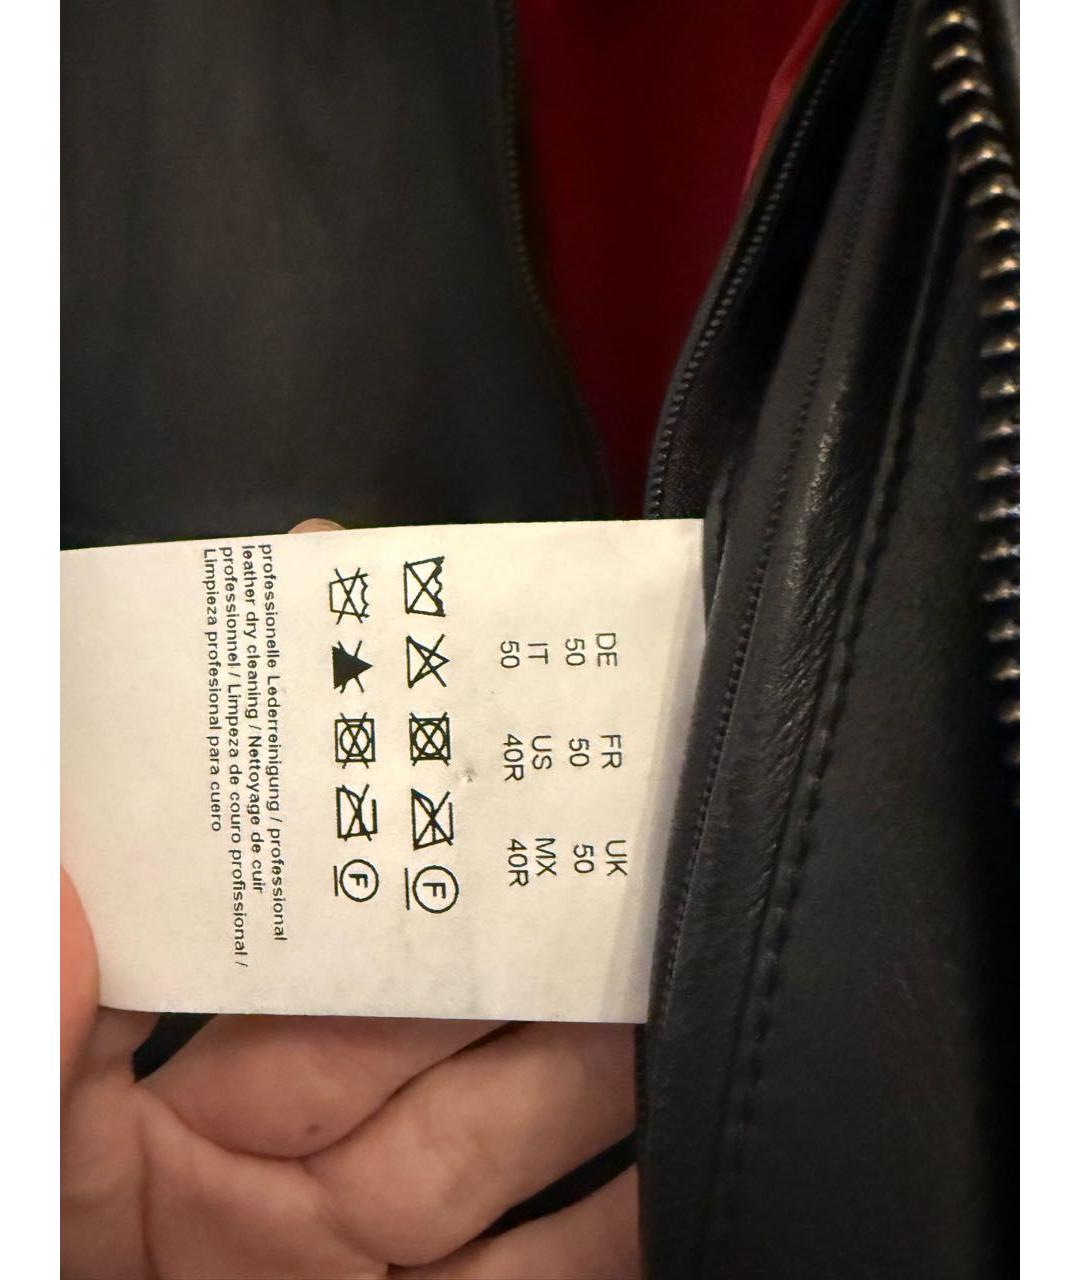 DE FR UK
50 50 50
IT US MX
50 40R 40R
F
F
professionelle Lederreinigung / professional
leather dry cleaning / Nettoyage de cuir
professionnel / Limpeza de couro profissional /
Limpieza profesional para cuero